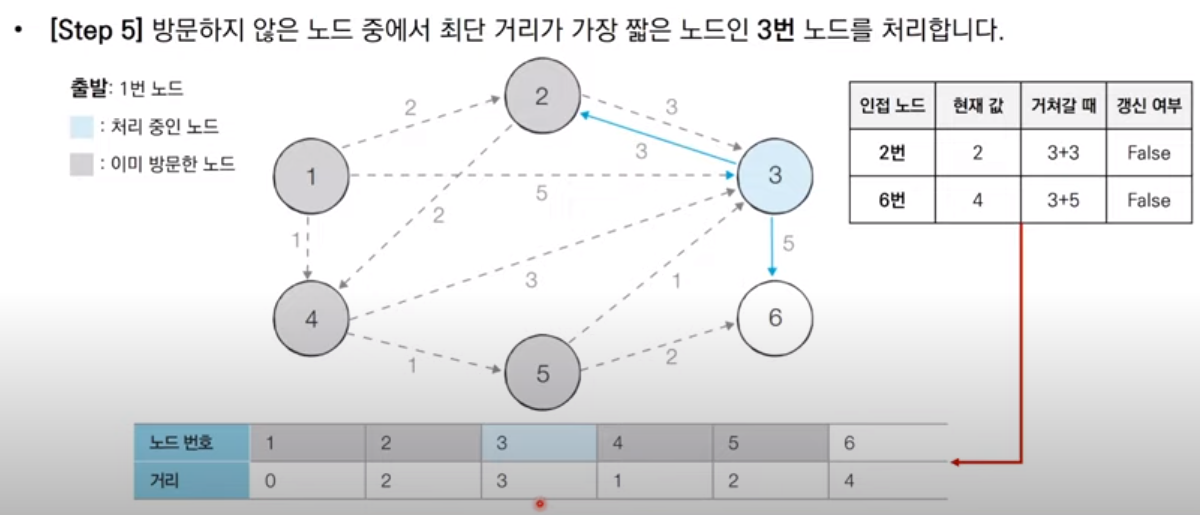 • [Step 5] 방문하지 않은 노드 중에서 최단 거리가 가장 짧은 노드인 3번 노드를 처리합니다.
출발: 1번 노드
: 처리 중인 노드
: 이미 방문한 노드
2
2
3
3
1
5
3
2
1
5
3
1
4
6
1
5
2
인접 노드 현재 값 거쳐갈 때 갱신 여부
2번 2 3+3 False
6번 4 3+5 False
노드 번호 1 2 3 4 5 6
거리 0 2 3 1 2 4